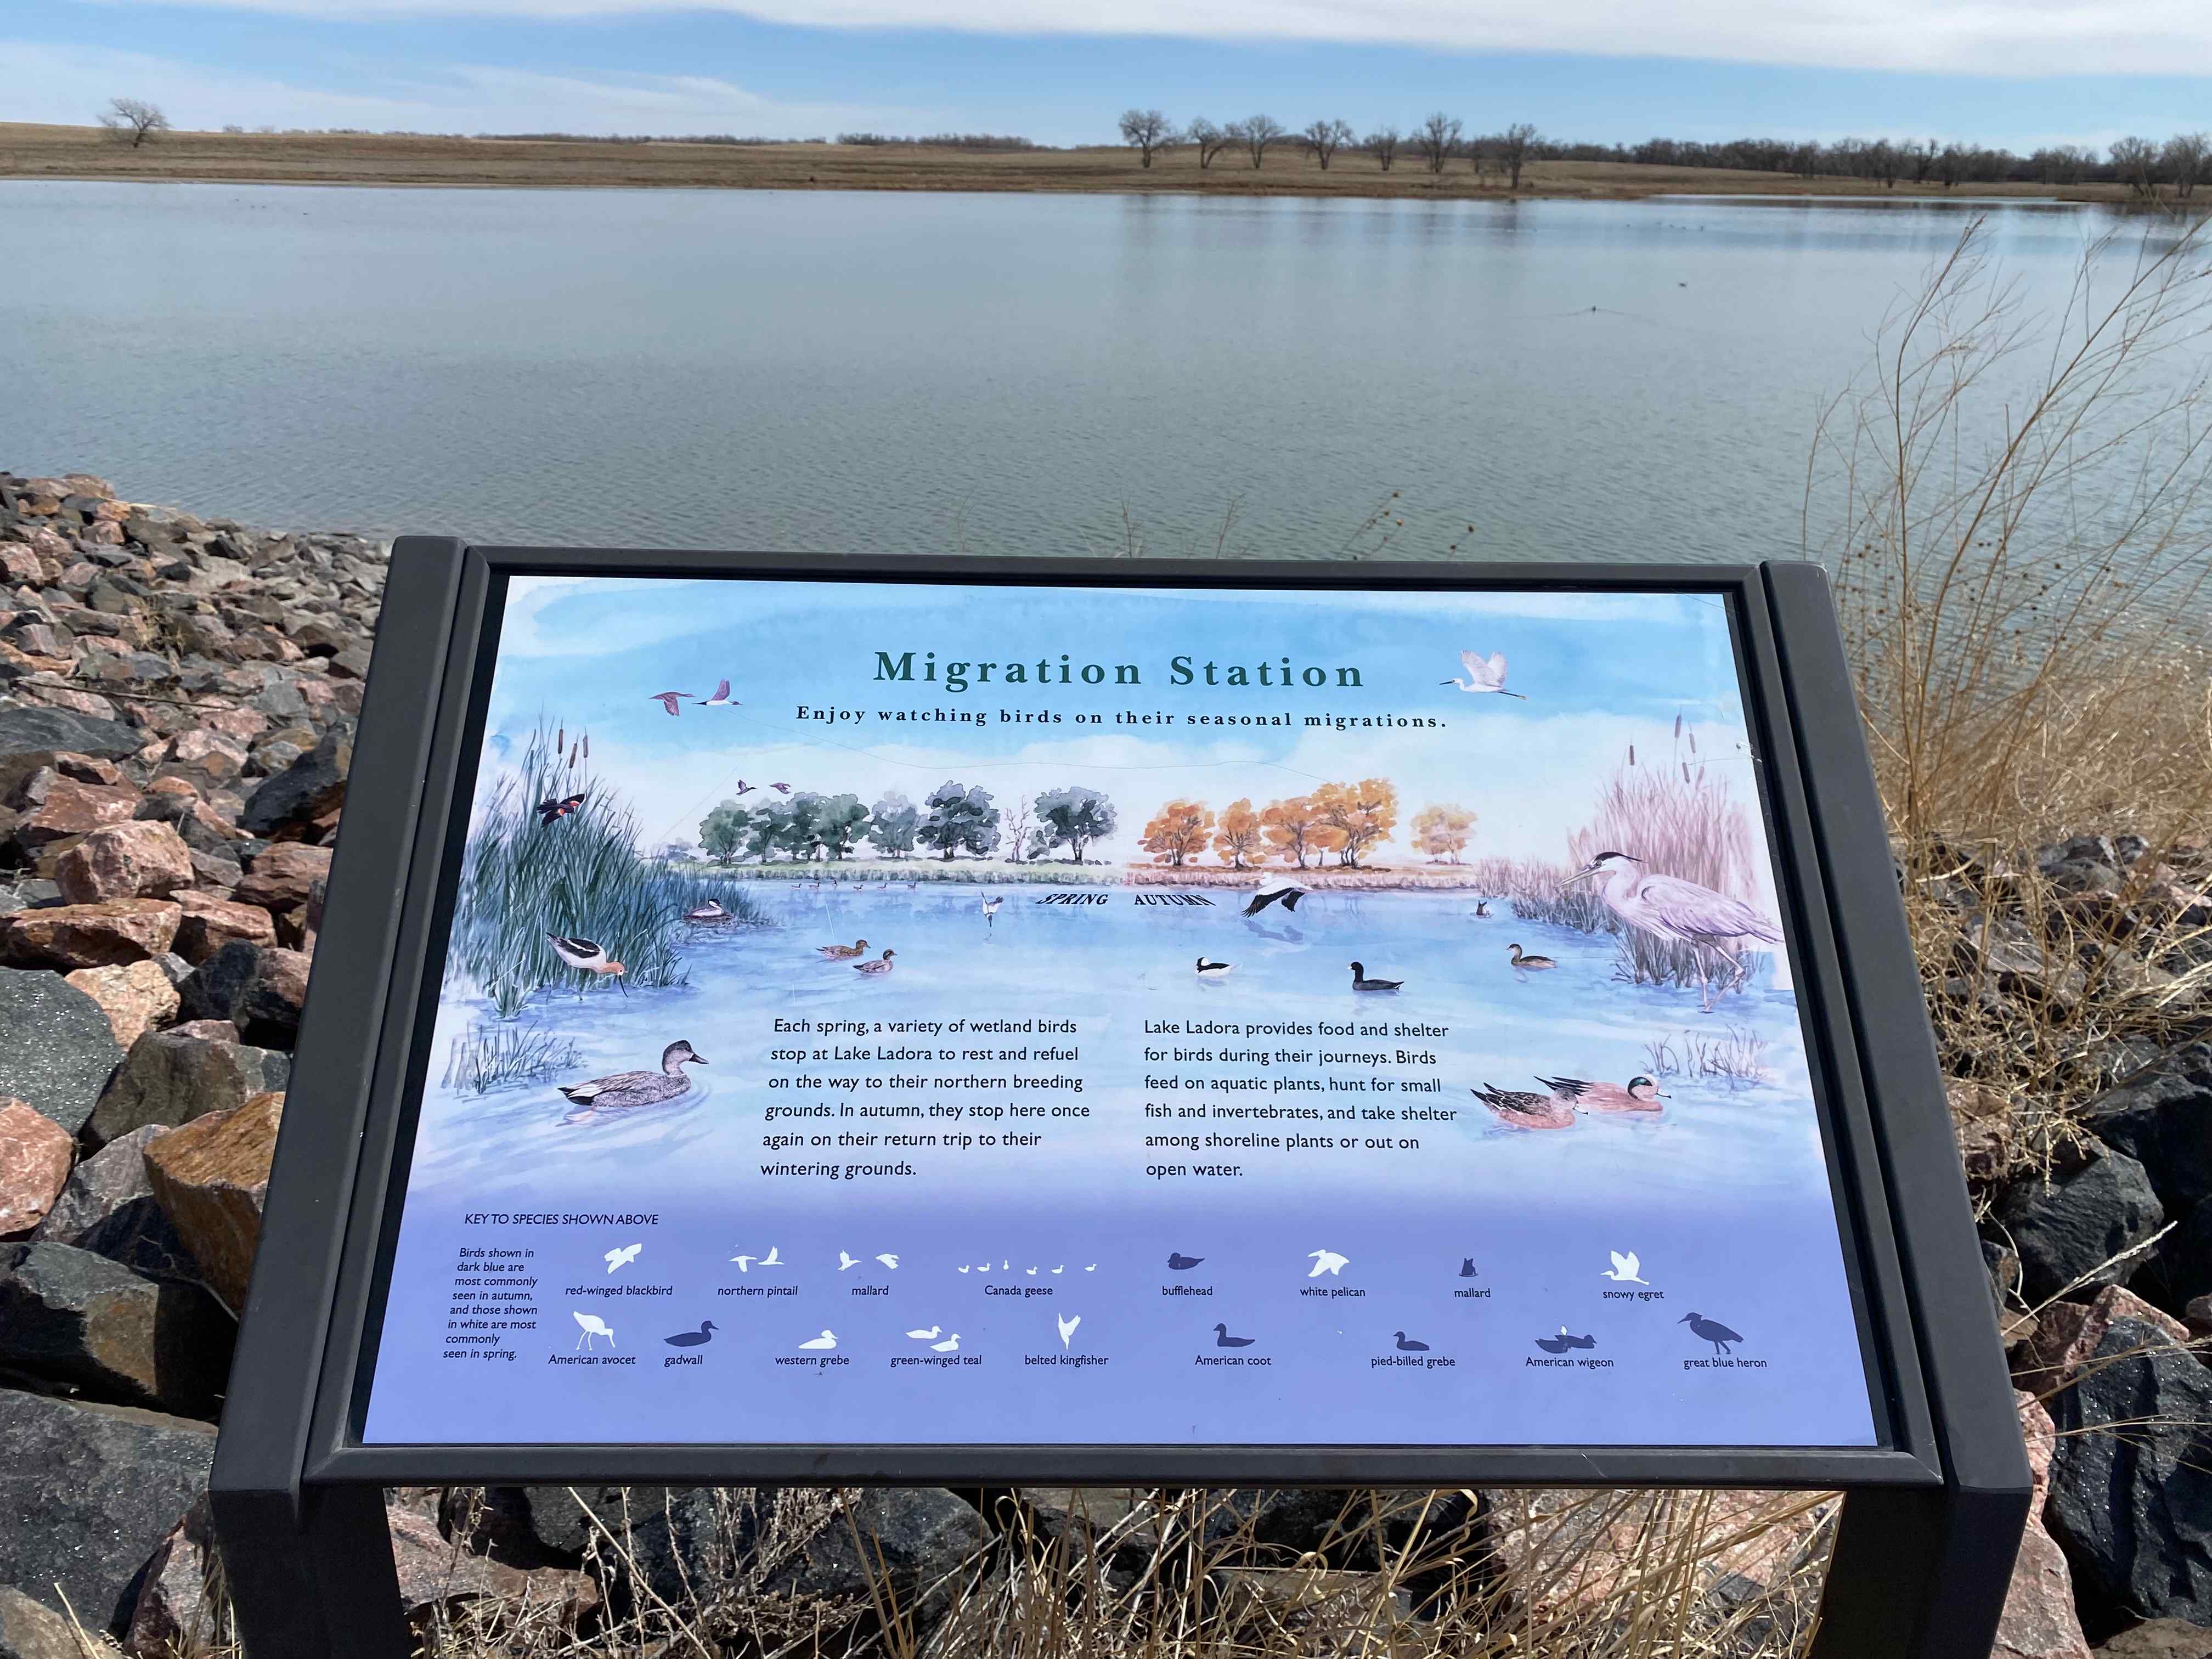 Migration Station
Enjoy watching birds on their seasonal migrations.
SPRING AUTUMN
Each spring, a variety of wetland birds
stop at Lake Ladora to rest and refuel
on the way to their northern breeding
grounds. In autumn, they stop here once
again on their return trip to their
wintering grounds.
Lake Ladora provides food and shelter
for birds during their journeys. Birds
feed on aquatic plants, hunt for small
fish and invertebrates, and take shelter
among shoreline plants or out on
open water.
KEY TO SPECIES SHOWN ABOVE
Birds shown in
dark blue are
most commonly
seen in autumn,
and those shown
in white are most
commonly
seen in spring.
red-winged blackbird
northern pintail
mallard
Canada geese
bufflehead
white pelican
mallard
snowy egret
American avocet
gadwall
western grebe
green-winged teal
belted kingfisher
American coot
pied-billed grebe
American wigeon
great blue heron